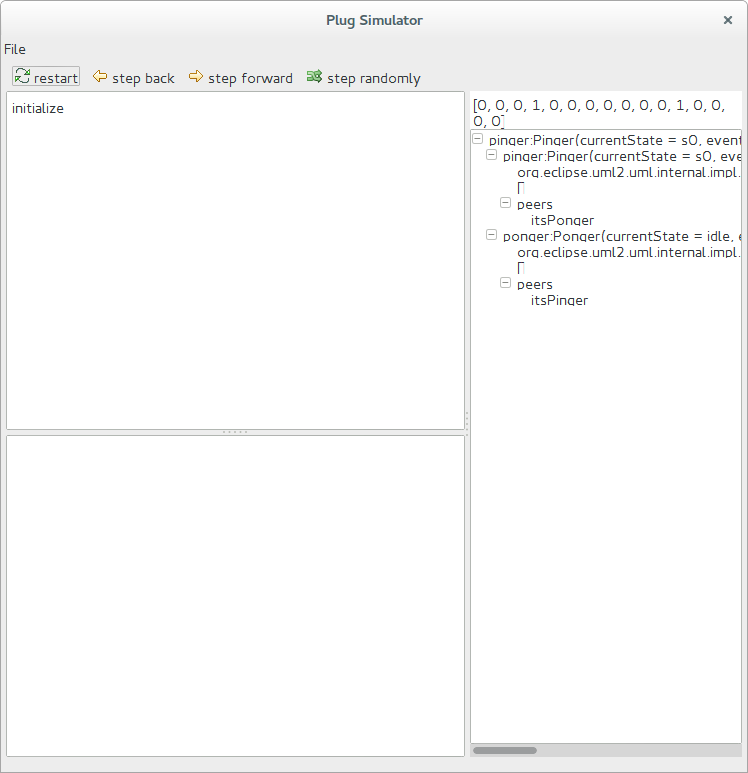 Plug Simulator
File
restart step back step forward step randomly
initialize
[0, 0, 0, 1, 0, 0, 0, 0, 0, 0, 0, 1, 0, 0,
0, 0]
pinger:Pinger(currentState = s0, event
pinger:Pinger(currentState = s0, eve
org.eclipse.uml2.uml.internal.impl.
[]
peers
itsPonger
ponger:Ponger(currentState = idle, e
org.eclipse.uml2.uml.internal.impl.
[]
peers
itsPinger